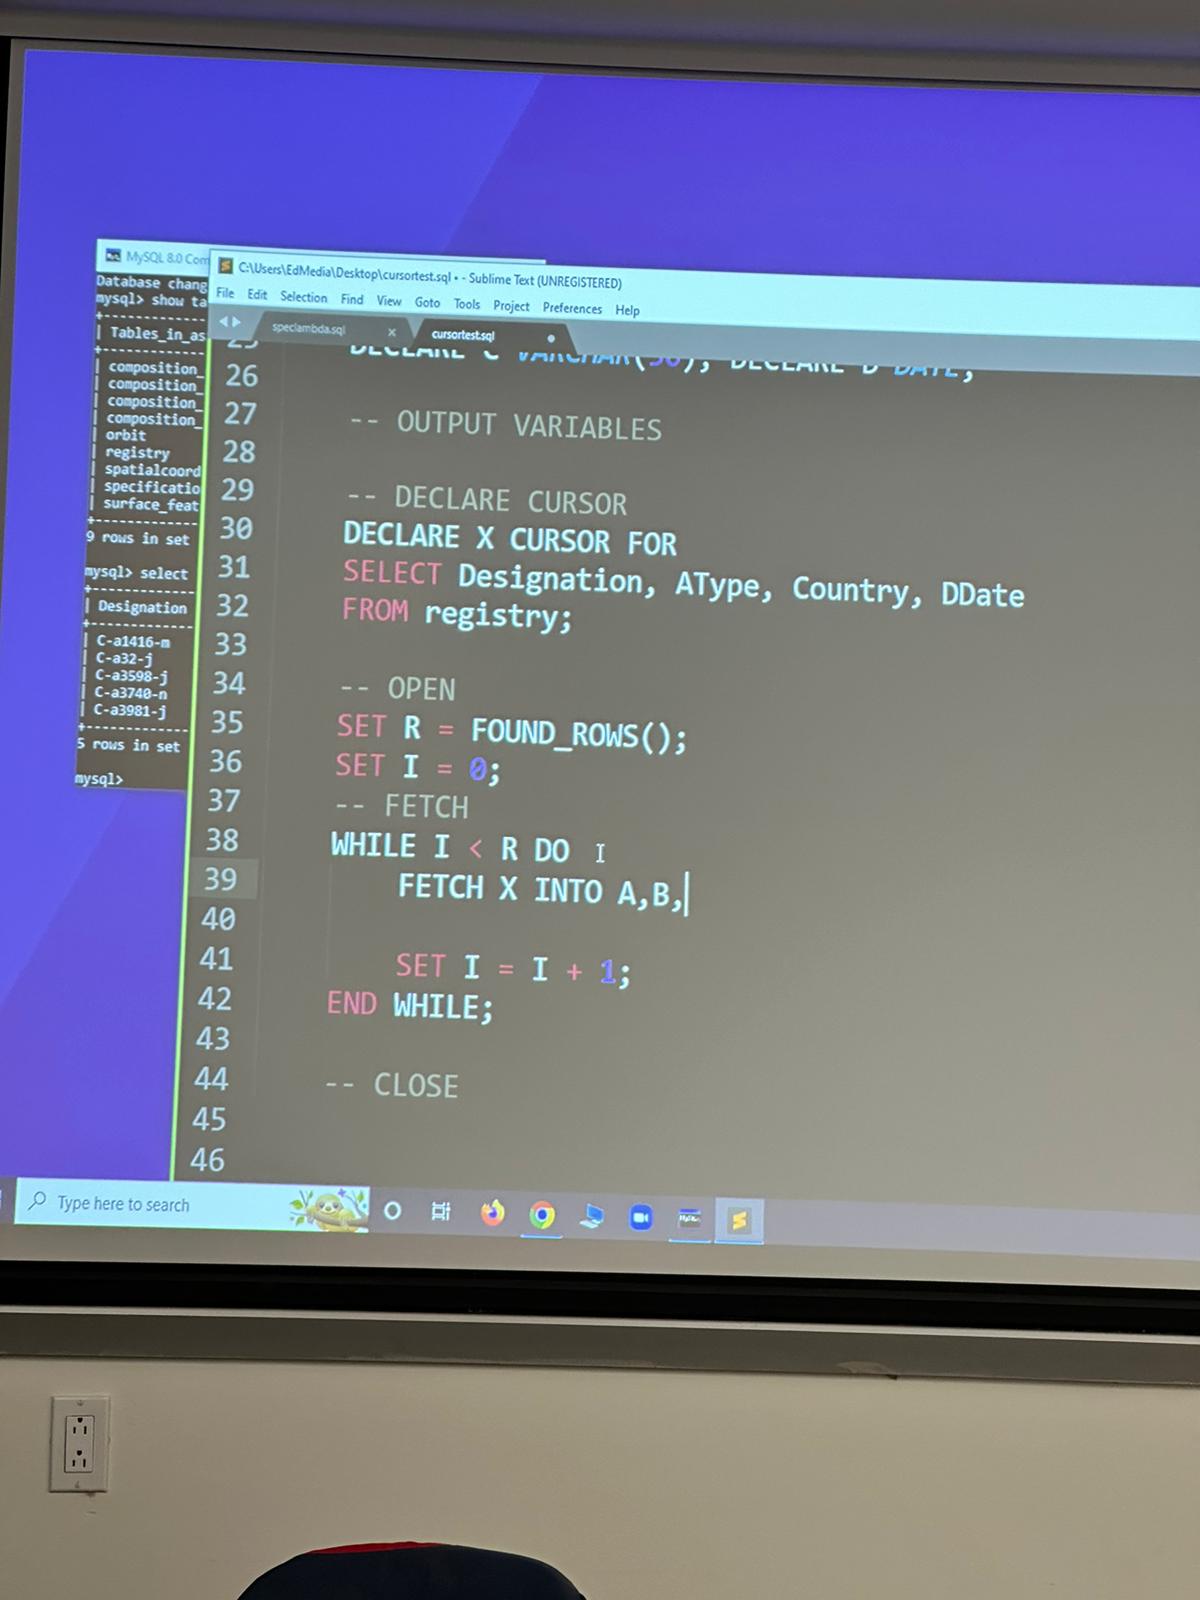 MySQL 8.0 Com
Database chang
mysql> show ta
+-------------
| Tables_in_as
+-------------
| composition_
| composition_
| composition_
| composition_
| orbit
| registry
| spatialcoord
| specificatio
| surface_feat
+-------------
9 rows in set
mysql> select
+-------------
| Designation
+-------------
| C-a1416-m
| C-a32-j
| C-a3598-j
| C-a3740-n
| C-a3981-j
+-------------
5 rows in set
mysql>
C:\Users\EdMedia\Desktop\cursortest.sql • - Sublime Text (UNREGISTERED)
File Edit Selection Find View Goto Tools Project Preferences Help
speclambda.sql × cursortest.sql
25 DECLARE C VARCHAR(50); DECLARE D DATE;
26
27 -- OUTPUT VARIABLES
28
29 -- DECLARE CURSOR
30 DECLARE X CURSOR FOR
31 SELECT Designation, AType, Country, DDate
32 FROM registry;
33
34 -- OPEN
35 SET R = FOUND_ROWS();
36 SET I = 0;
37 -- FETCH
38 WHILE I < R DO
39 FETCH X INTO A,B,
40
41 SET I = I + 1;
42 END WHILE;
43
44 -- CLOSE
45
46
Type here to search